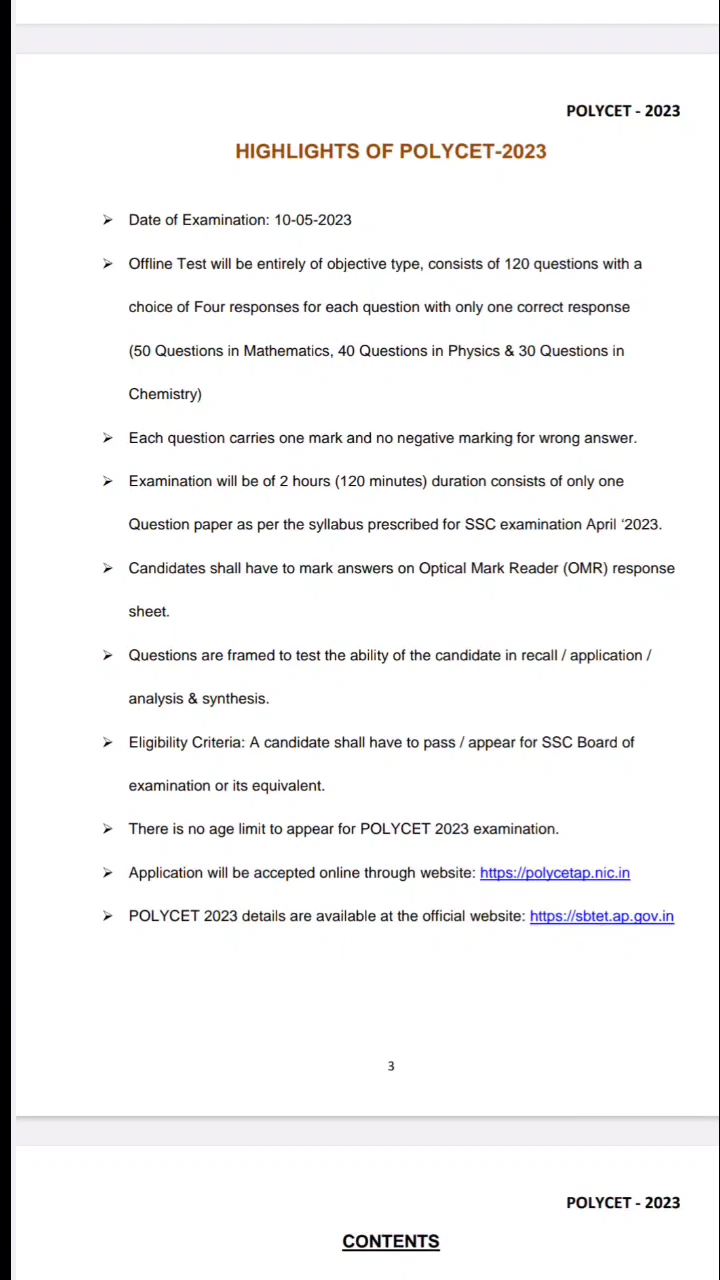 POLYCET - 2023
HIGHLIGHTS OF POLYCET-2023
➢ Date of Examination: 10-05-2023
➢ Offline Test will be entirely of objective type, consists of 120 questions with a
choice of Four responses for each question with only one correct response
(50 Questions in Mathematics, 40 Questions in Physics & 30 Questions in
Chemistry)
➢ Each question carries one mark and no negative marking for wrong answer.
➢ Examination will be of 2 hours (120 minutes) duration consists of only one
Question paper as per the syllabus prescribed for SSC examination April ‘2023.
➢ Candidates shall have to mark answers on Optical Mark Reader (OMR) response
sheet.
➢ Questions are framed to test the ability of the candidate in recall / application /
analysis & synthesis.
➢ Eligibility Criteria: A candidate shall have to pass / appear for SSC Board of
examination or its equivalent.
➢ There is no age limit to appear for POLYCET 2023 examination.
➢ Application will be accepted online through website: https://polycetap.nic.in
➢ POLYCET 2023 details are available at the official website: https://sbtet.ap.gov.in
3
POLYCET - 2023
CONTENTS